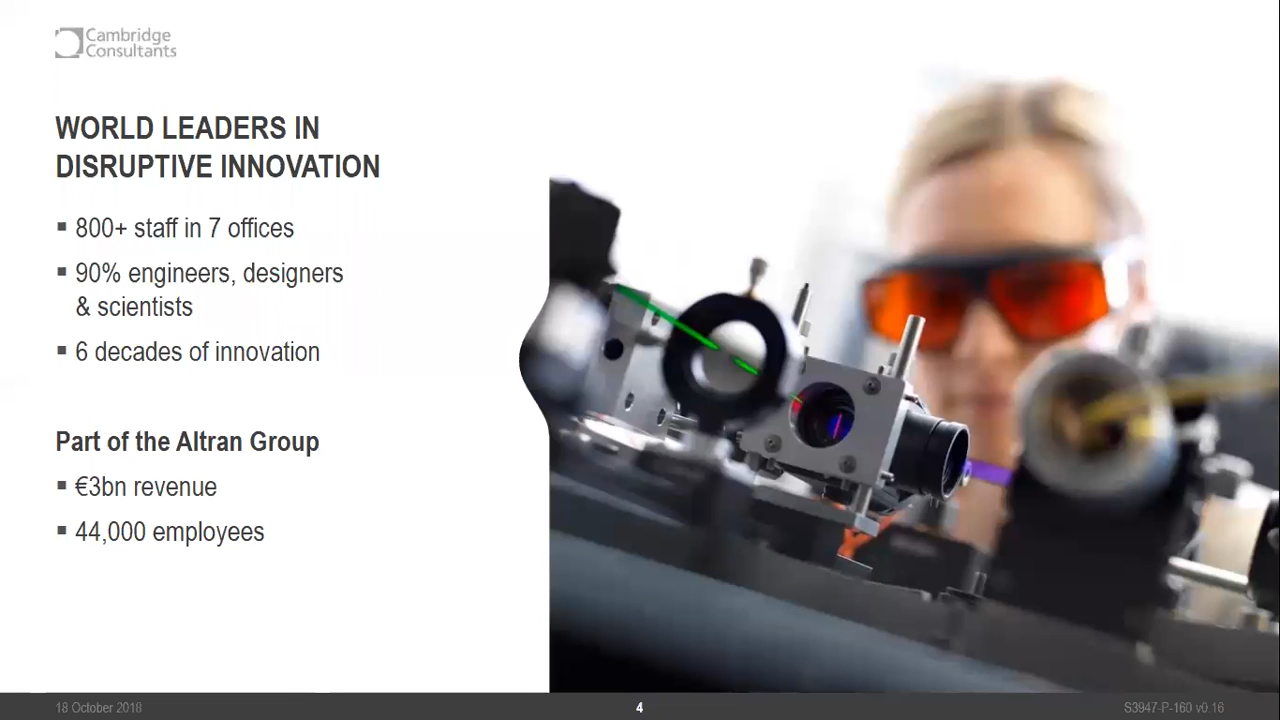 Cambridge
Consultants
WORLD LEADERS IN
DISRUPTIVE INNOVATION
▪ 800+ staff in 7 offices
▪ 90% engineers, designers
& scientists
▪ 6 decades of innovation
Part of the Altran Group
▪ €3bn revenue
▪ 44,000 employees
18 October 2018
4
S3947-P-160 v0.16